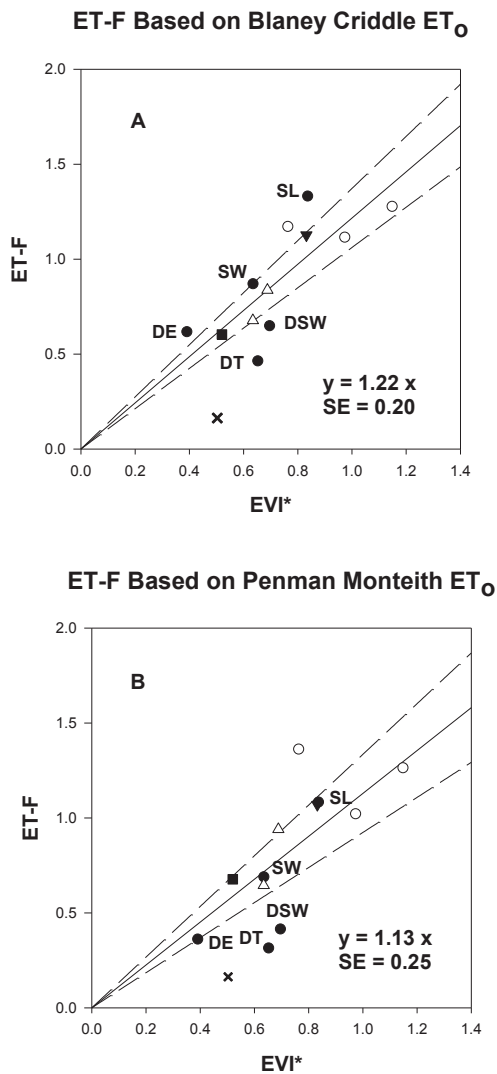 ET-F Based on Blaney Criddle ETO
2.0
A
1.5
SL
ET-F
1.0
SW
DE
DSW
0.5
DT
y = 1.22 x
SE = 0.20
0.0
0.0 0.2 0.4 0.6 0.8 1.0 1.2 1.4
EVI*
ET-F Based on Penman Monteith ETO
2.0
B
1.5
SL
ET-F
1.0
SW
DSW
0.5
DE DT
y = 1.13 x
SE = 0.25
0.0
0.0 0.2 0.4 0.6 0.8 1.0 1.2 1.4
EVI*